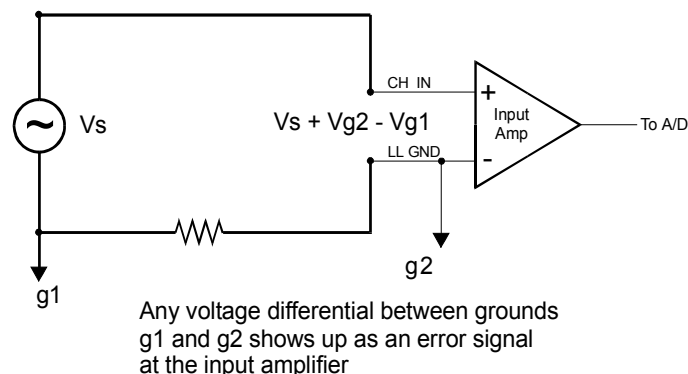 CH IN
Vs
Vs + Vg2 - Vg1
+
Input
Amp
To A/D
LL GND
-
g1
g2
Any voltage differential between grounds
g1 and g2 shows up as an error signal
at the input amplifier